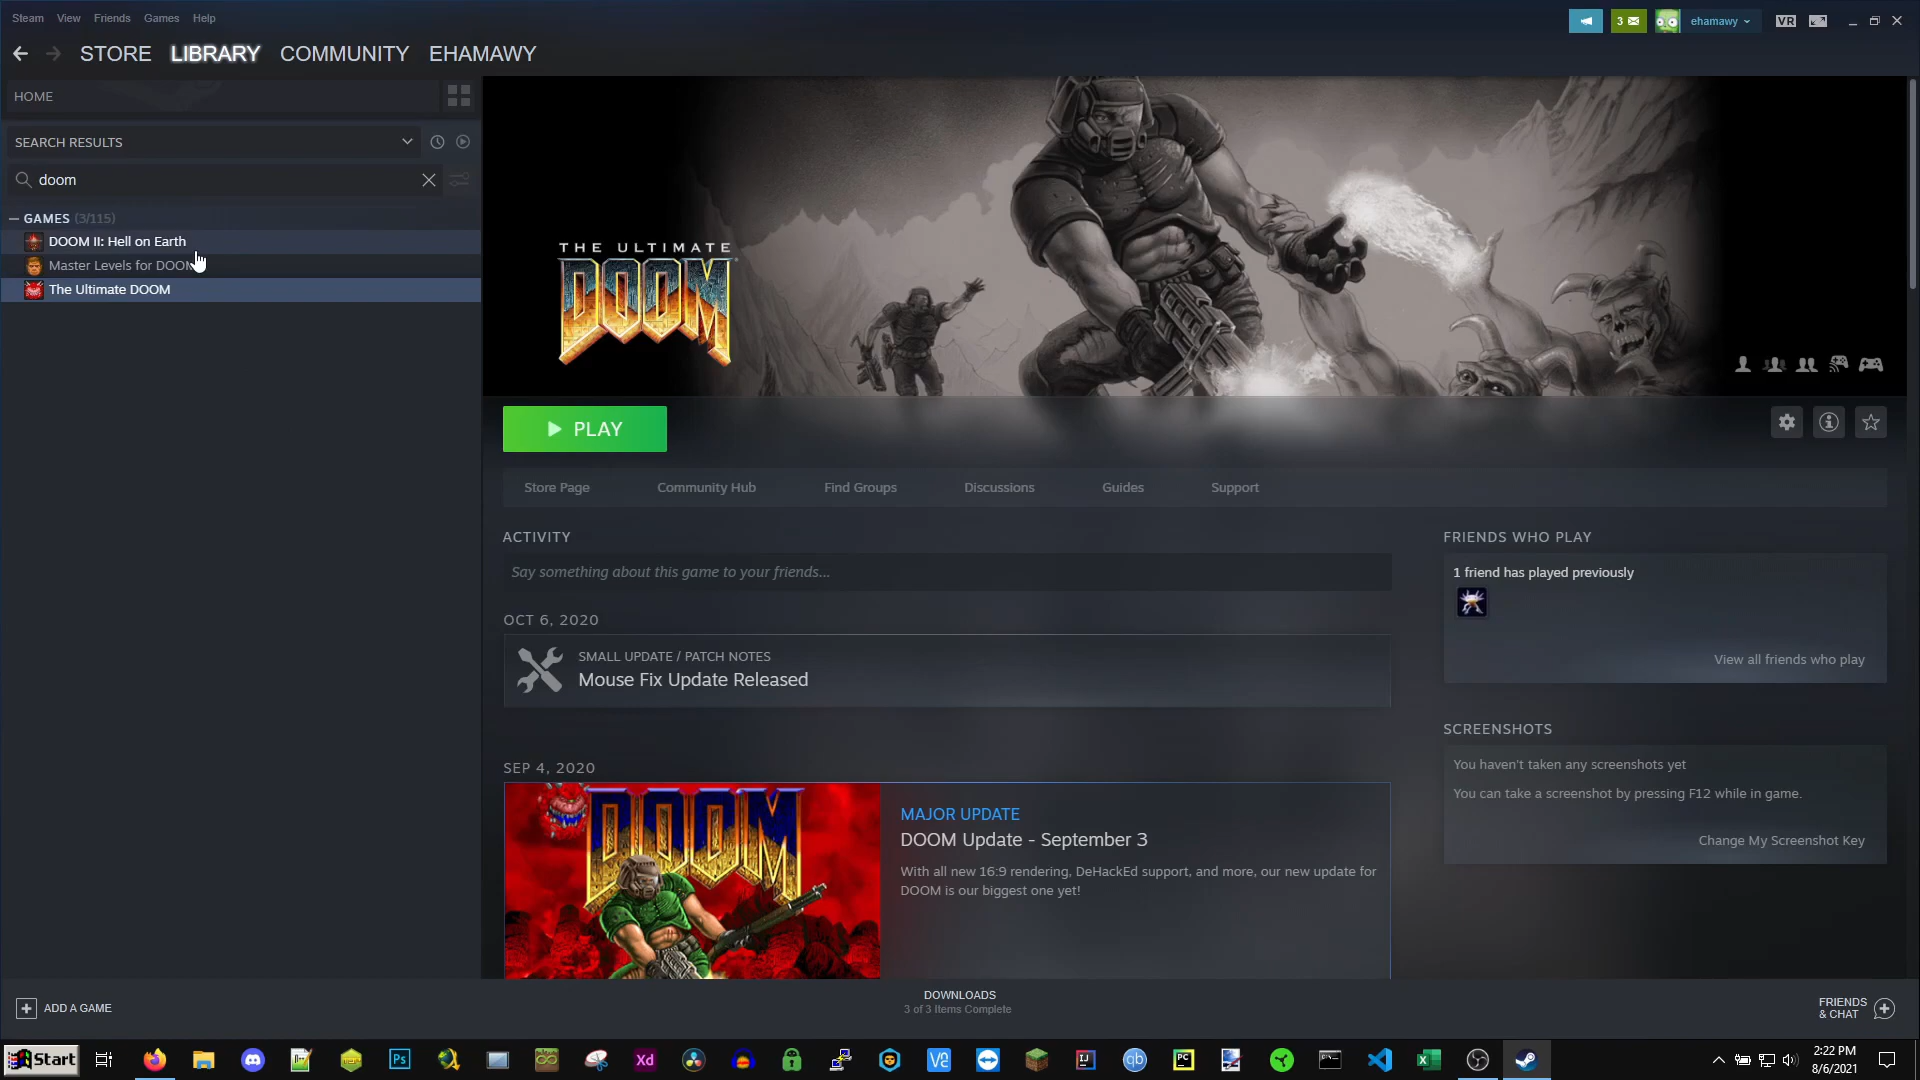 Steam View Friends Games Help
3
ehamawy
VR
STORE LIBRARY COMMUNITY EHAMAWY
HOME
SEARCH RESULTS
doom
GAMES (3/115)
DOOM II: Hell on Earth
Master Levels for DOOM
The Ultimate DOOM
THE ULTIMATE
DOOM
PLAY
Store Page Community Hub Find Groups Discussions Guides Support
ACTIVITY
Say something about this game to your friends...
OCT 6, 2020
SMALL UPDATE / PATCH NOTES
Mouse Fix Update Released
SEP 4, 2020
DOOM
MAJOR UPDATE
DOOM Update - September 3
With all new 16:9 rendering, DeHackEd support, and more, our new update for
DOOM is our biggest one yet!
FRIENDS WHO PLAY
1 friend has played previously
View all friends who play
SCREENSHOTS
You haven't taken any screenshots yet
You can take a screenshot by pressing F12 while in game.
Change My Screenshot Key
ADD A GAME
DOWNLOADS
3 of 3 Items Complete
FRIENDS
& CHAT
Start
Ps
Xd
IJ
qb
PC
2:22 PM
8/6/2021